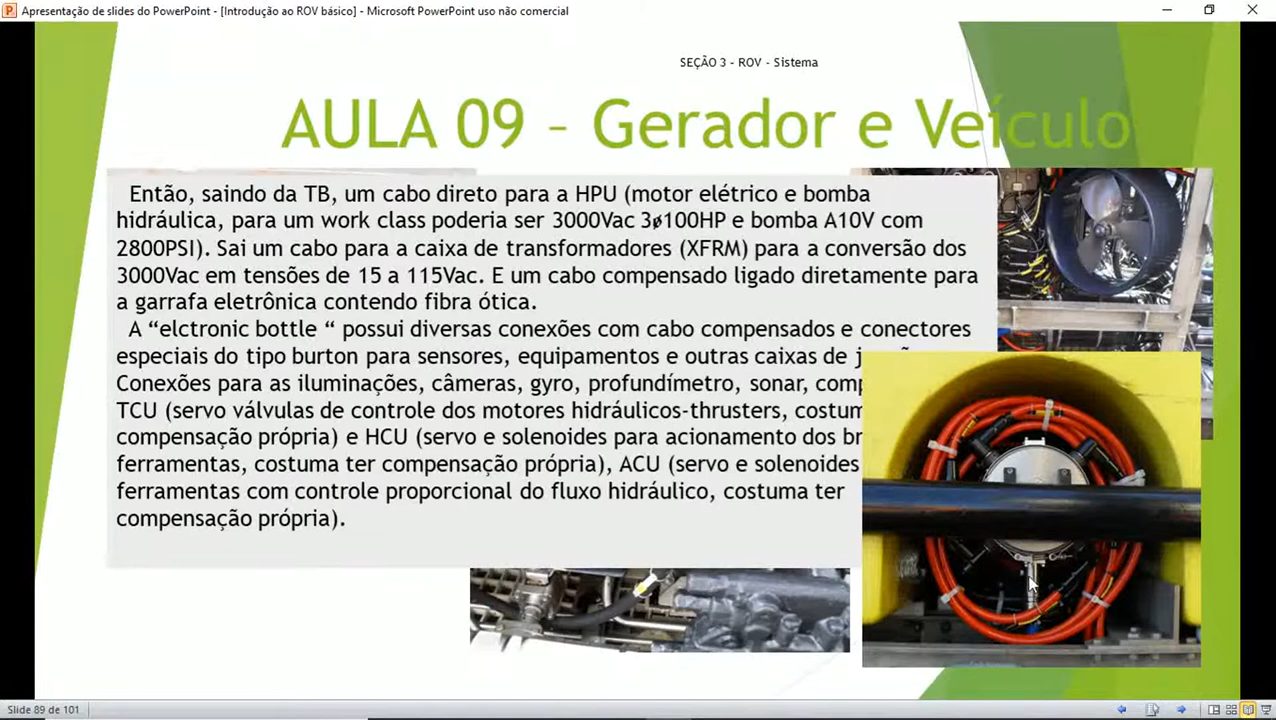 Apresentação de slides do PowerPoint - [Introdução ao ROV básico] - Microsoft PowerPoint uso não comercial
SEÇÃO 3 - ROV - Sistema
AULA 09 - Gerador e Veículo
Então, saindo da TB, um cabo direto para a HPU (motor elétrico e bomba
hidráulica, para um work class poderia ser 3000Vac 3ø100HP e bomba A10V com
2800PSI). Sai um cabo para a caixa de transformadores (XFRM) para a conversão dos
3000Vac em tensões de 15 a 115Vac. E um cabo compensado ligado diretamente para
a garrafa eletrônica contendo fibra ótica.
A “elctronic bottle “ possui diversas conexões com cabo compensados e conectores
especiais do tipo burton para sensores, equipamentos e outras caixas de
Conexões para as iluminações, câmeras, gyro, profundímetro, sonar,
TCU (servo válvulas de controle dos motores hidráulicos-thrusters,
compensação própria) e HCU (servo e solenoides para acionamento dos
ferramentas, costuma ter compensação própria), ACU (servo e solenoides
ferramentas com controle proporcional do fluxo hidráulico, costuma ter
compensação própria).
Slide 89 de 101